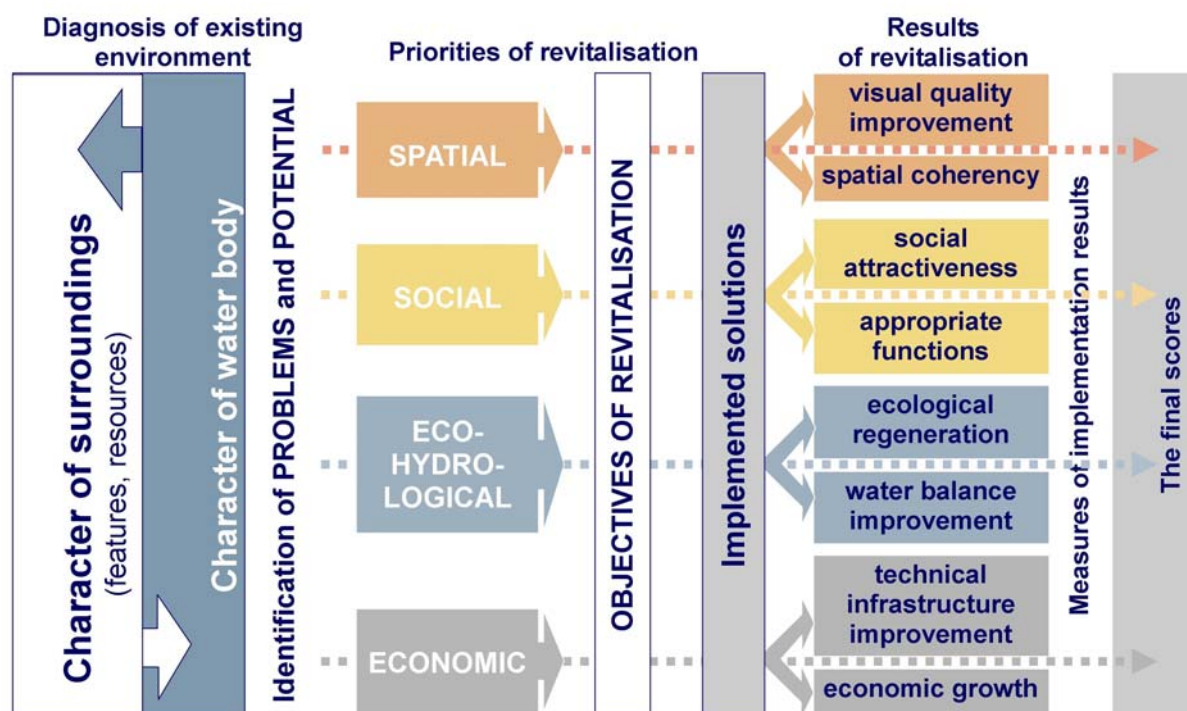 Diagnosis of existing
environment
Priorities of revitalisation
Results
of revitalisation
Character of surroundings
(features, resources)
Character of water body
Identification of PROBLEMS and POTENTIAL
SPATIAL
SOCIAL
ECO-
HYDRO-
LOGICAL
ECONOMIC
OBJECTIVES OF REVITALISATION
Implemented solutions
visual quality
improvement
spatial coherency
social
attractiveness
appropriate
functions
ecological
regeneration
water balance
improvement
technical
infrastructure
improvement
economic growth
Measures of implementation results
The final scores